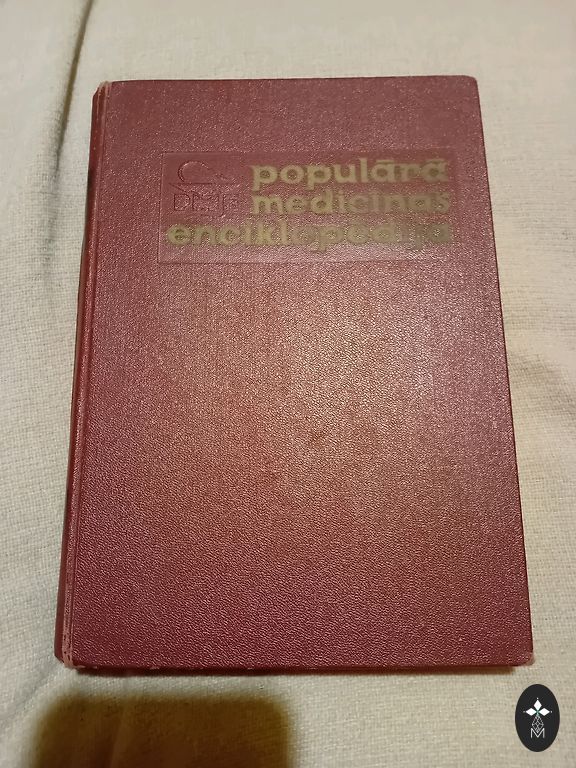 populārā
medicīnas
enciklopēdija
M